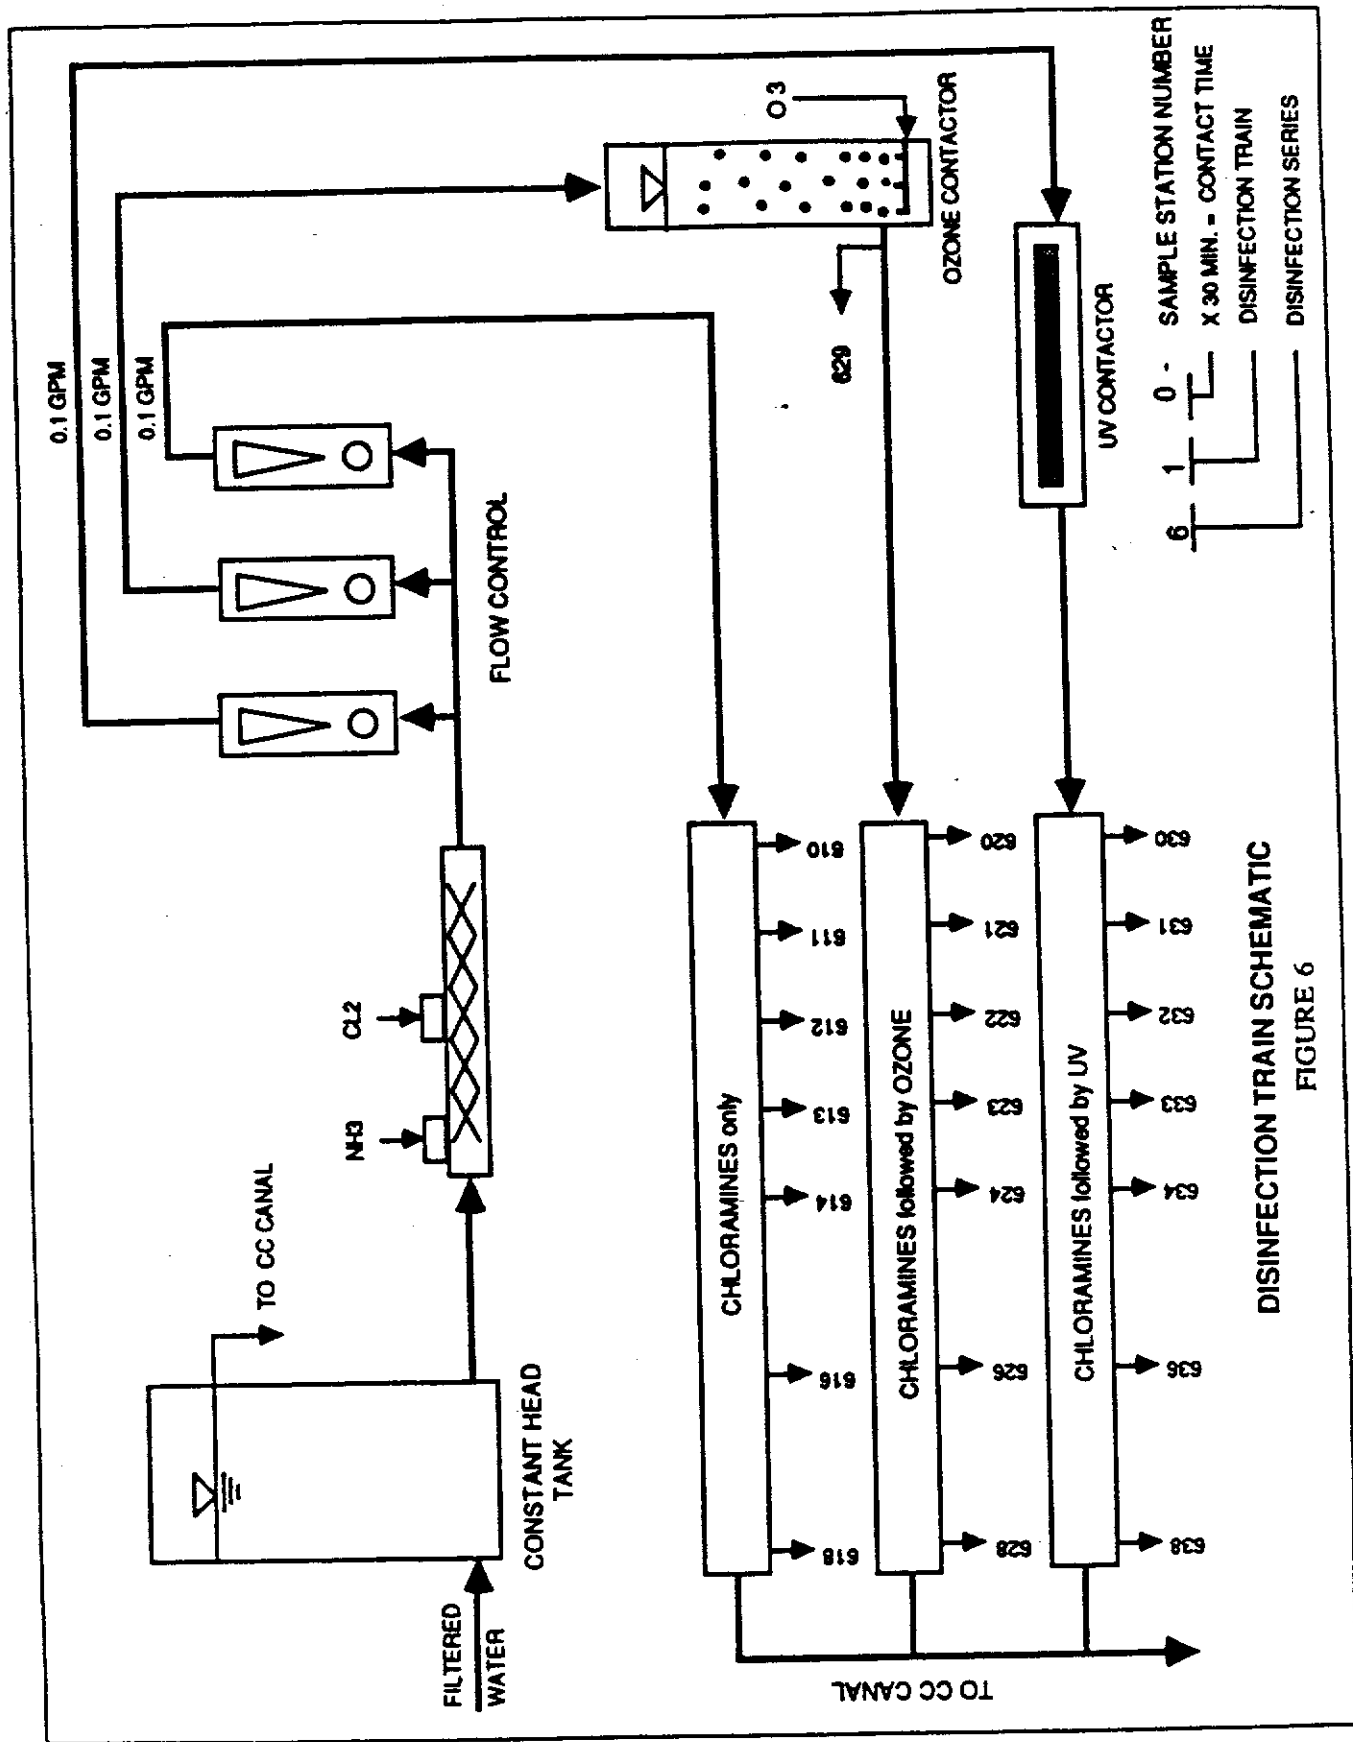 0.1 GPM
0.1 GPM
0.1 GPM
TO CC CANAL
NH3
CL2
FLOW CONTROL
FILTERED
WATER
CONSTANT HEAD
TANK
O 3
OZONE CONTACTOR
629
CHLORAMINES only
618
616
614
613
612
611
610
CHLORAMINES followed by OZONE
628
626
624
623
622
621
620
UV CONTACTOR
CHLORAMINES followed by UV
638
636
634
633
632
631
630
TO CC CANAL
6 1 0 - SAMPLE STATION NUMBER
X 30 MIN. = CONTACT TIME
DISINFECTION TRAIN
DISINFECTION SERIES
DISINFECTION TRAIN SCHEMATIC
FIGURE 6